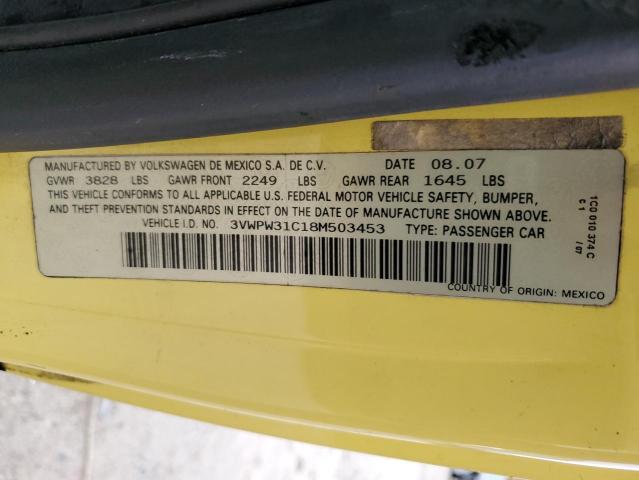 MANUFACTURED BY VOLKSWAGEN DE MEXICO S.A. DE C.V. DATE 08.07
GVWR 3828 LBS GAWR FRONT 2249 LBS GAWR REAR 1645 LBS
THIS VEHICLE CONFORMS TO ALL APPLICABLE U.S. FEDERAL MOTOR VEHICLE SAFETY, BUMPER,
AND THEFT PREVENTION STANDARDS IN EFFECT ON THE DATE OF MANUFACTURE SHOWN ABOVE.
VEHICLE I.D. NO. 3VWPW31C18M503453 TYPE: PASSENGER CAR
COUNTRY OF ORIGIN: MEXICO
1C0 010 374 C
C 1 / 07